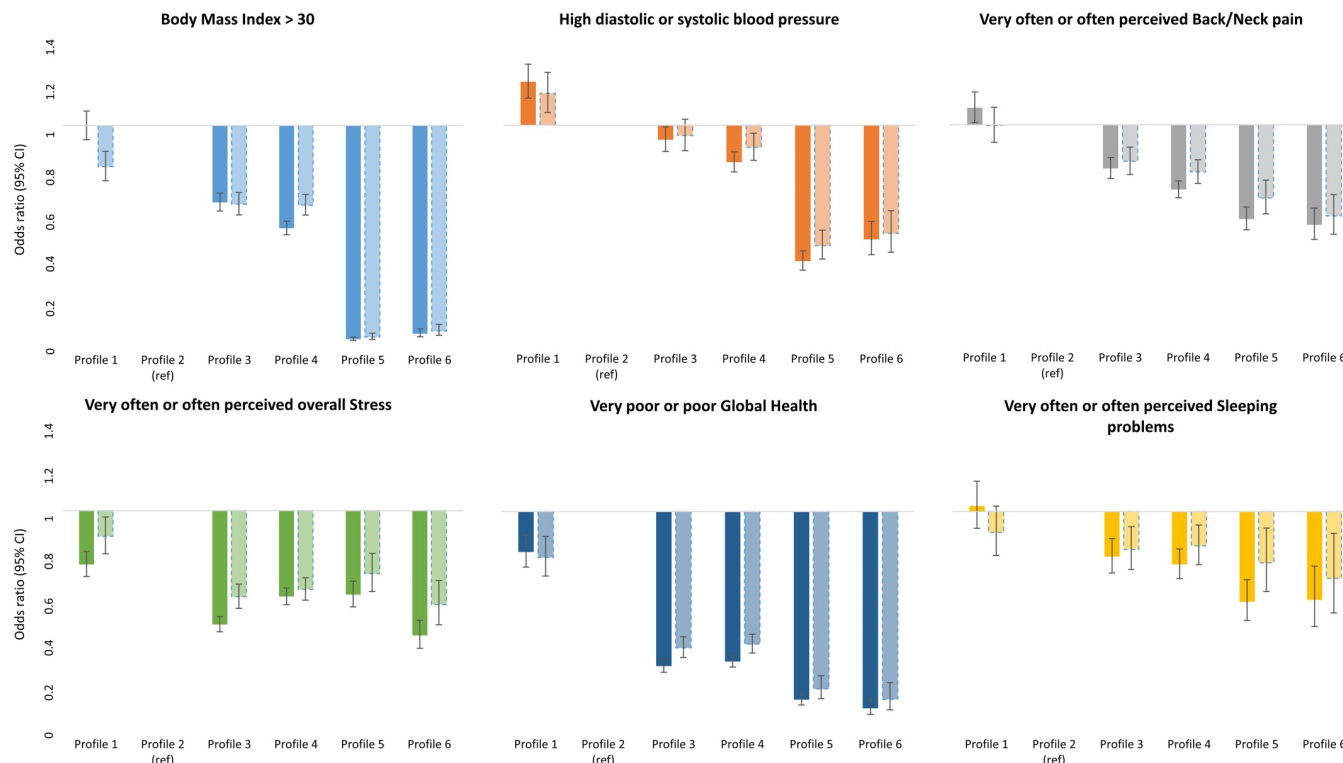 Body Mass Index > 30
High diastolic or systolic blood pressure
Very often or often perceived Back/Neck pain
Odds ratio (95% CI)
1.4
1.2
1
0.8
0.6
0.4
0.2
0
Profile 1
Profile 2
(ref)
Profile 3
Profile 4
Profile 5
Profile 6
Profile 1
Profile 2
(ref)
Profile 3
Profile 4
Profile 5
Profile 6
Profile 1
Profile 2
(ref)
Profile 3
Profile 4
Profile 5
Profile 6
Very often or often perceived overall Stress
Very poor or poor Global Health
Very often or often perceived Sleeping
problems
Odds ratio (95% CI)
1.4
1.2
1
0.8
0.6
0.4
0.2
0
Profile 1
Profile 2
(ref)
Profile 3
Profile 4
Profile 5
Profile 6
Profile 1
Profile 2
(ref)
Profile 3
Profile 4
Profile 5
Profile 6
Profile 1
Profile 2
(ref)
Profile 3
Profile 4
Profile 5
Profile 6